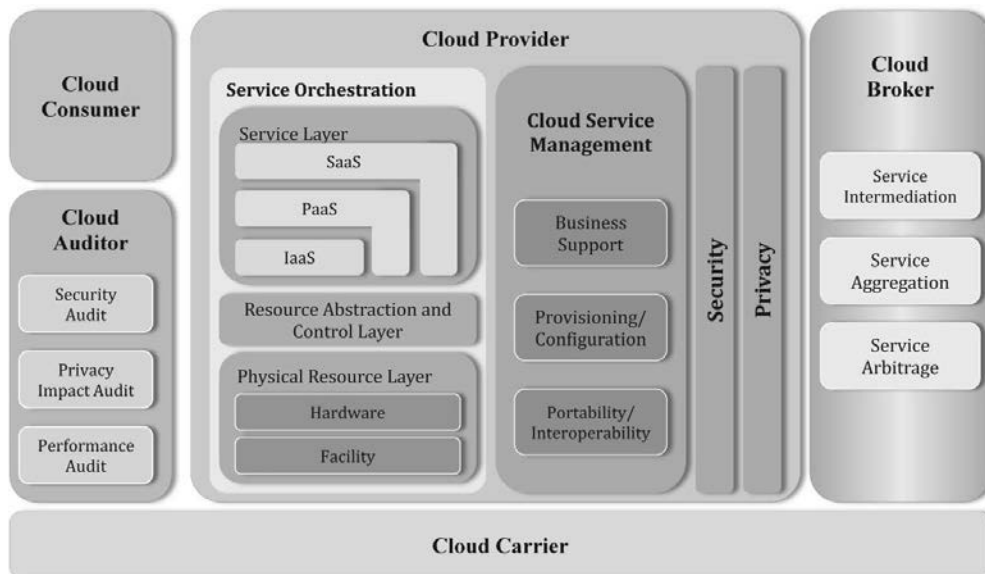 Cloud
Consumer
Cloud
Auditor
Security
Audit
Privacy
Impact Audit
Performance
Audit
Cloud Provider
Service Orchestration
Service Layer
SaaS
PaaS
IaaS
Resource Abstraction and
Control Layer
Physical Resource Layer
Hardware
Facility
Cloud Service
Management
Business
Support
Provisioning/
Configuration
Portability/
Interoperability
Security
Privacy
Cloud
Broker
Service
Intermediation
Service
Aggregation
Service
Arbitrage
Cloud Carrier